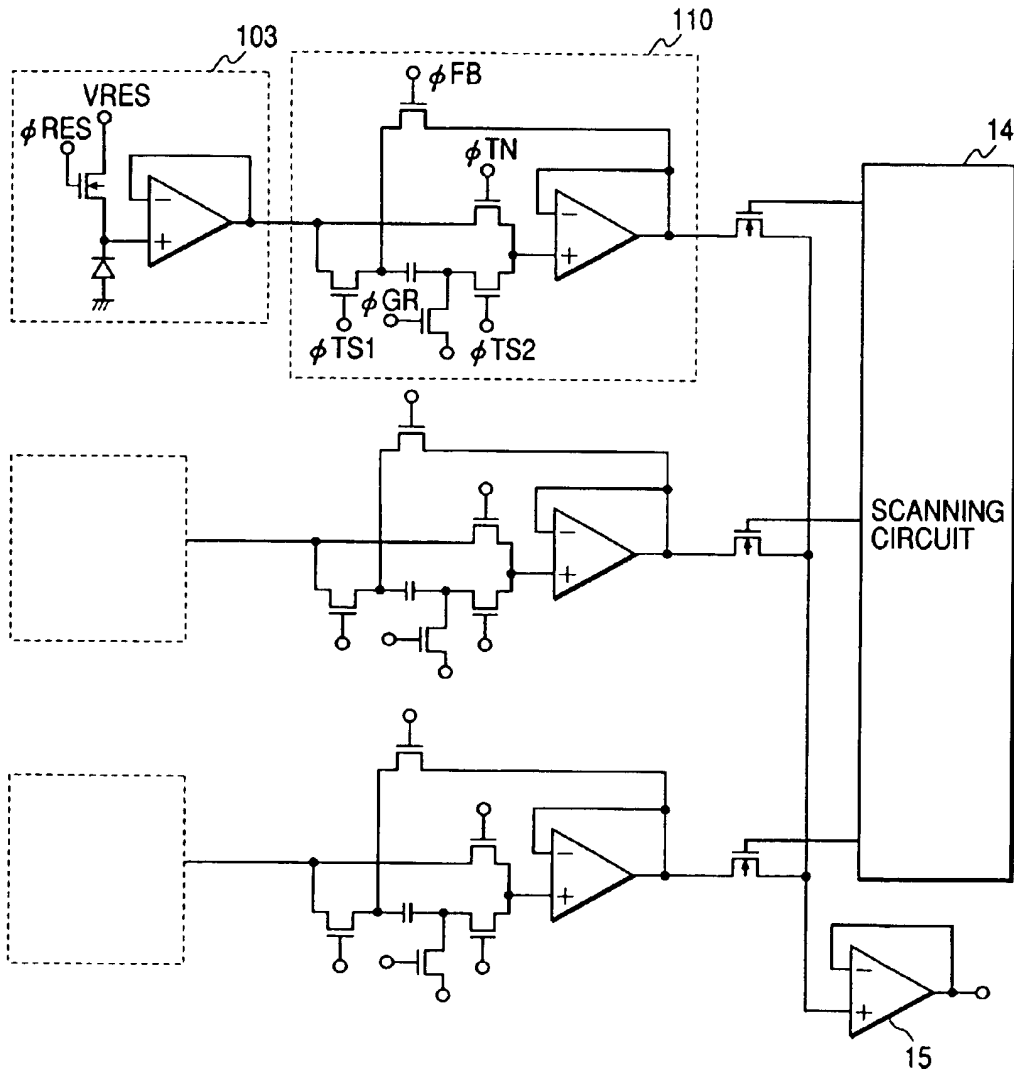 103
110
VRES
φRES
φFB
φTN
14
-
+
-
+
φGR
φTS1
φTS2
-
+
SCANNING
CIRCUIT
-
+
-
+
15